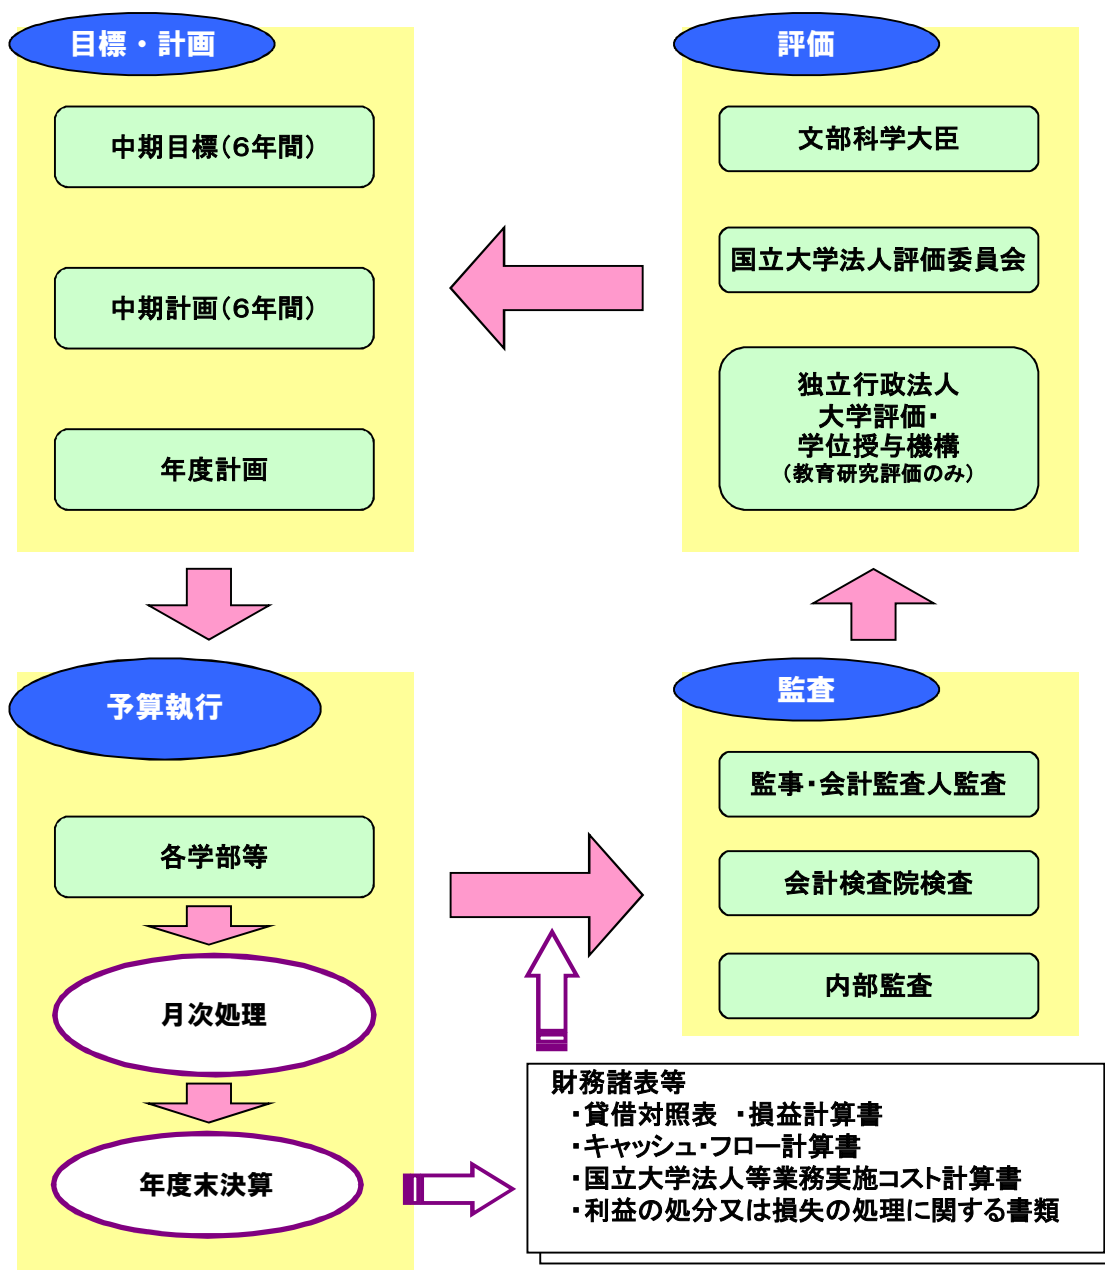 目標・計画
中期目標（６年間）
中期計画（６年間）
年度計画
評価
文部科学大臣
国立大学法人評価委員会
独立行政法人
大学評価・
学位授与機構
（教育研究評価のみ）
予算執行
各学部等
月次処理
年度末決算
監査
監事・会計監査人監査
会計検査院検査
内部監査
財務諸表等
・貸借対照表　・損益計算書
・キャッシュ・フロー計算書
・国立大学法人等業務実施コスト計算書
・利益の処分又は損失の処理に関する書類